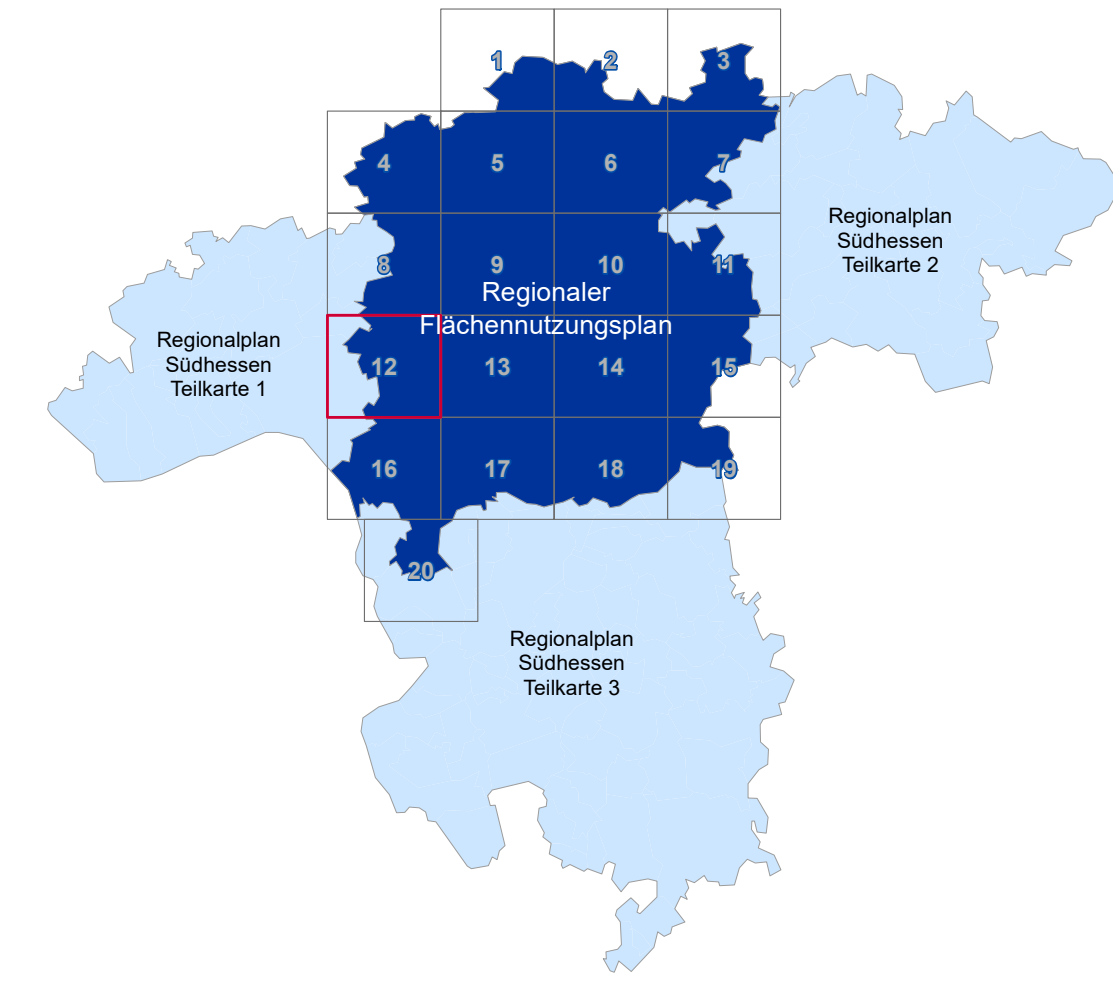 1
2
3
4
5
6
7
Regionalplan
Südhessen
Teilkarte 2
8
9
10
11
Regionaler
Flächennutzungsplan
Regionalplan
Südhessen
Teilkarte 1
12
13
14
15
16
17
18
19
20
Regionalplan
Südhessen
Teilkarte 3